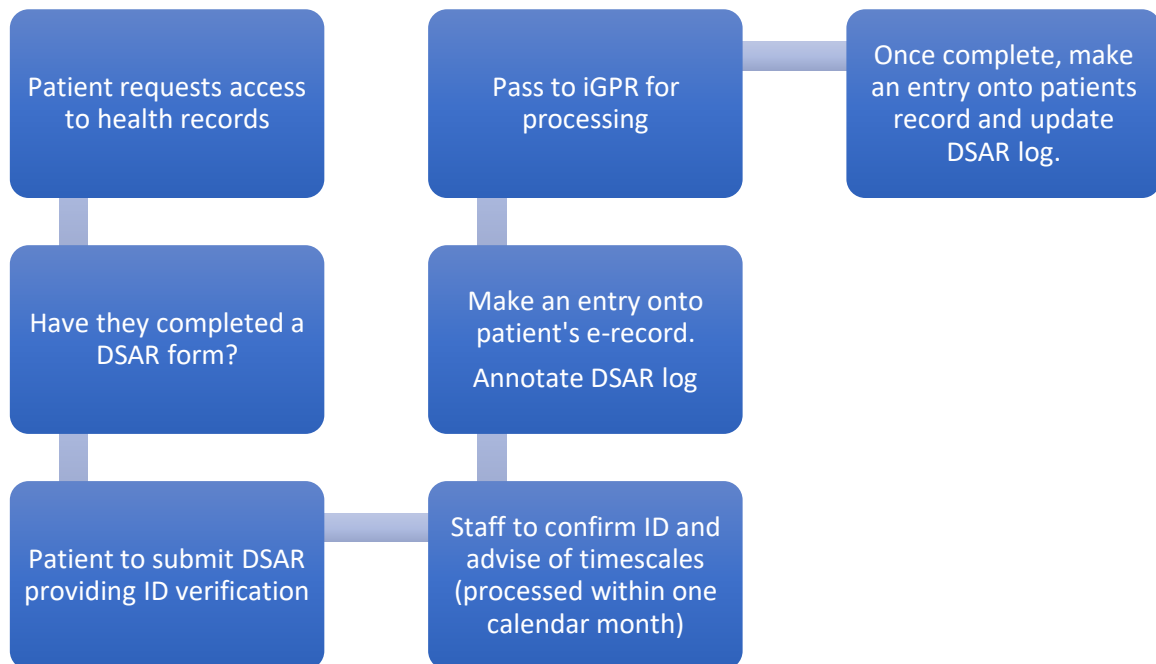 Patient requests access
to health records
Have they completed a
DSAR form?
Patient to submit DSAR
providing ID verification
Staff to confirm ID and
advise of timescales
(processed within one
calendar month)
Make an entry onto
patient's e-record.
Annotate DSAR log
Pass to iGPR for
processing
Once complete, make
an entry onto patients
record and update
DSAR log.